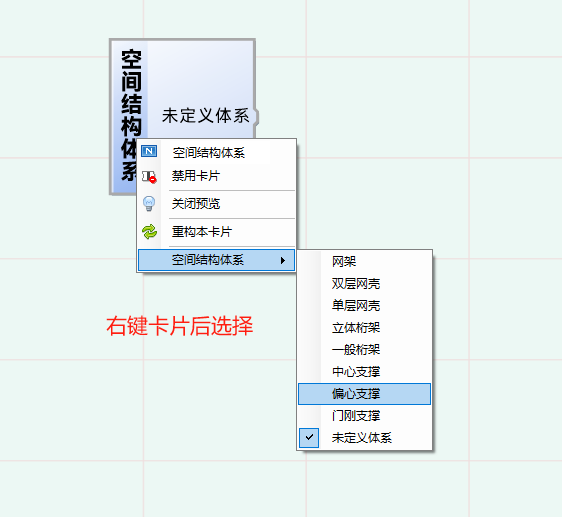 空间结构体系
未定义体系
N
空间结构体系
禁用卡片
关闭预览
重构本卡片
空间结构体系
网架
双层网壳
单层网壳
立体桁架
一般桁架
中心支撑
偏心支撑
门刚支撑
未定义体系
右键卡片后选择